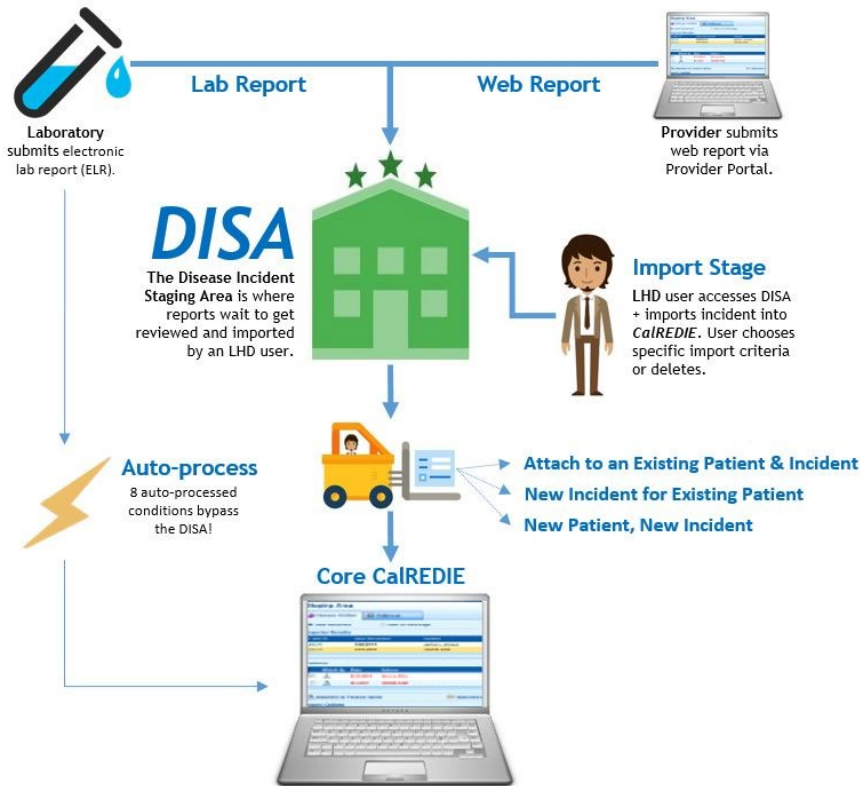 Lab Report
Web Report
Laboratory
submits electronic
lab report (ELR).
Provider submits
web report via
Provider Portal.
DISA
The Disease Incident
Staging Area is where
reports wait to get
reviewed and imported
by an LHD user.
Import Stage
LHD user accesses DISA
+ imports incident into
CalREDIE. User chooses
specific import criteria
or deletes.
Auto-process
8 auto-processed
conditions bypass
the DISA!
Attach to an Existing Patient & Incident
New Incident for Existing Patient
New Patient, New Incident
Core CalREDIE
Staging Area